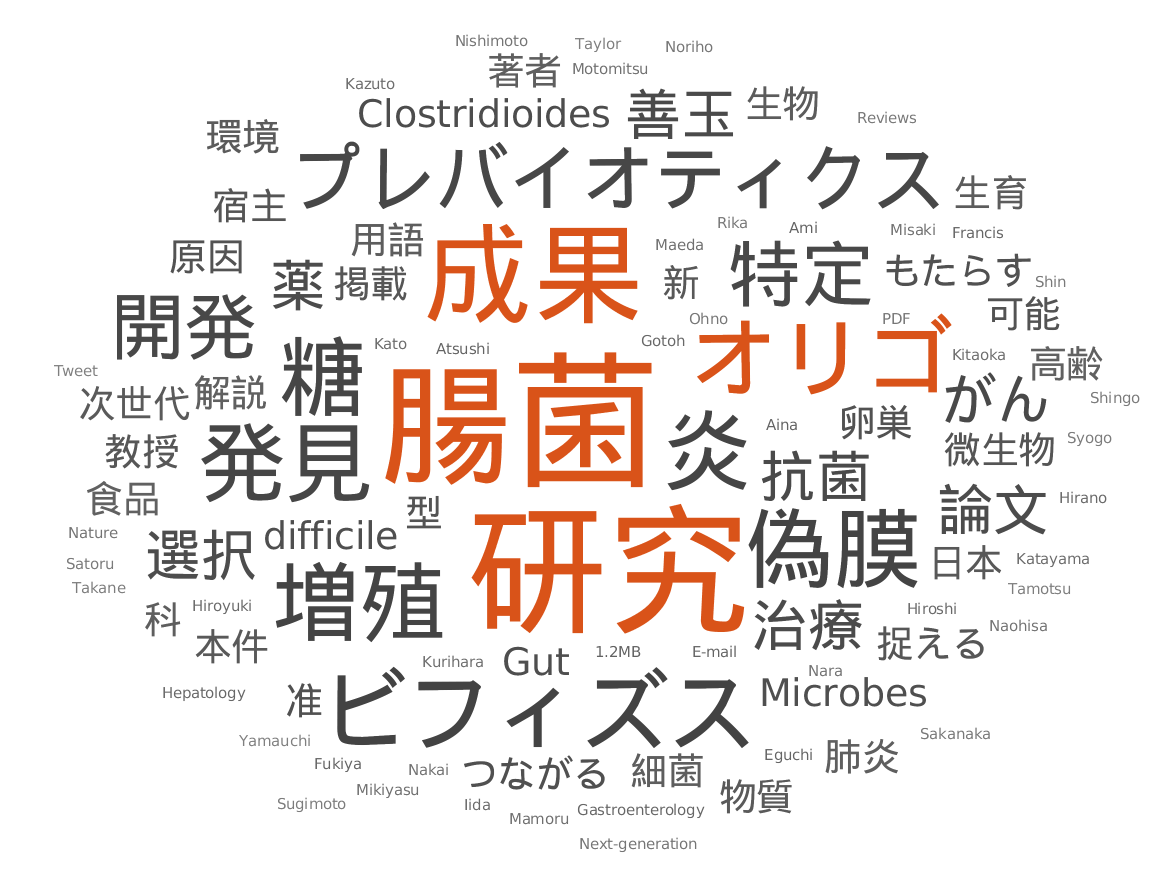 Nishimoto Taylor Noriho
著者 Motomitsu
Kazuto
Clostridioides 善玉 生物
環境 Reviews
プレバイオティクス
宿主 生育
用語 成果 Rika Ami Misaki Francis
原因 Maeda 特定 もたらす
薬 掲載 新 Shin
開発 Ohno PDF 可能
Kato Atsushi Gotoh オリゴ Kitaoka 高齢
Tweet 糖 腸菌
次世代 解説 がん Shingo
教授 発見 炎 Aina 卵巣 微生物 Syogo
食品 抗菌
型 論文 Hirano
Nature difficile 研究 偽膜
Satoru 選択 日本 Katayama
Takane 増殖 Tamotsu
科 Hiroyuki 治療 Hiroshi Naohisa
本件 捉える
Kurihara Gut 1.2MB E-mail Nara
Hepatology 准 ビフィズス Microbes
Yamauchi Sakanaka
Fukiya Nakai つながる 細菌 Eguchi 肺炎
Mikiyasu 物質
Sugimoto Iida Gastroenterology
Mamoru
Next-generation